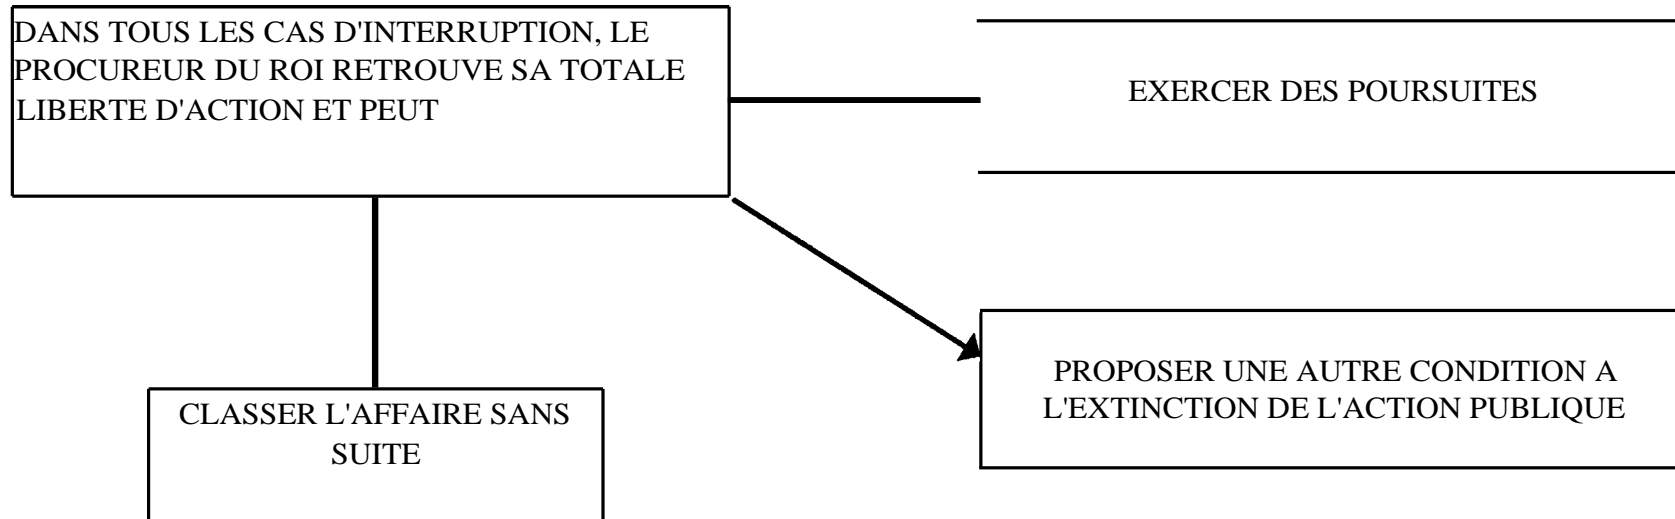 DANS TOUS LES CAS D'INTERRUPTION, LE
PROCUREUR DU ROI RETROUVE SA TOTALE
LIBERTE D'ACTION ET PEUT
EXERCER DES POURSUITES
PROPOSER UNE AUTRE CONDITION A
L'EXTINCTION DE L'ACTION PUBLIQUE
CLASSER L'AFFAIRE SANS
SUITE